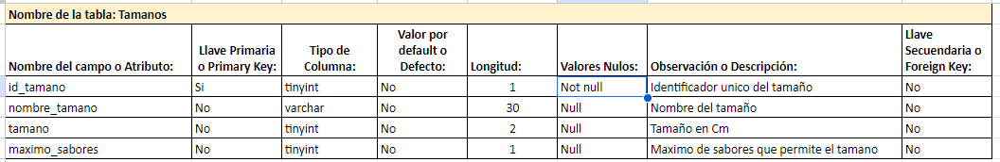 Nombre de la tabla: Tamanos
Nombre del campo o Atributo: Llave Primaria o Primary Key: Tipo de Columna: Valor por default o Defecto: Longitud: Valores Nulos: Observación o Descripción: Llave Secuendaria o Foreign Key:
id_tamano Si tinyint No 1 Not null Identificador unico del tamaño No
nombre_tamano No varchar No 30 Null Nombre del tamaño No
tamano No tinyint No 2 Null Tamaño en Cm No
maximo_sabores No tinyint No 1 Null Maximo de sabores que permite el tamano No